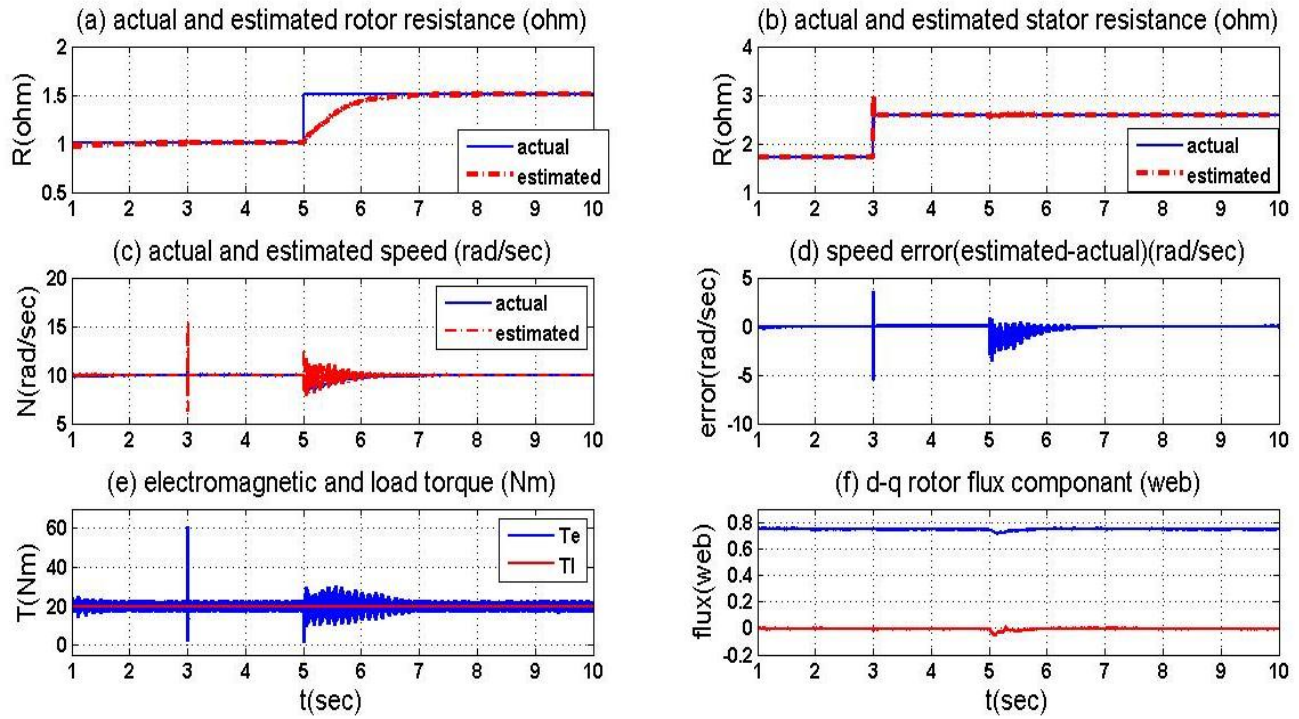 (a) actual and estimated rotor resistance (ohm)
R(ohm)
2
1.5
1
0.5
actual
estimated
1 2 3 4 5 6 7 8 9 10
(b) actual and estimated stator resistance (ohm)
R(ohm)
4
3
2
1
actual
estimated
1 2 3 4 5 6 7 8 9 10
(c) actual and estimated speed (rad/sec)
N(rad/sec)
20
15
10
5
actual
estimated
1 2 3 4 5 6 7 8 9 10
(d) speed error(estimated-actual)(rad/sec)
error(rad/sec)
5
0
-5
-10
1 2 3 4 5 6 7 8 9 10
(e) electromagnetic and load torque (Nm)
T(Nm)
60
40
20
0
Te
Tl
1 2 3 4 5 6 7 8 9 10
t(sec)
(f) d-q rotor flux componant (web)
flux(web)
0.8
0.6
0.4
0.2
0
-0.2
1 2 3 4 5 6 7 8 9 10
t(sec)